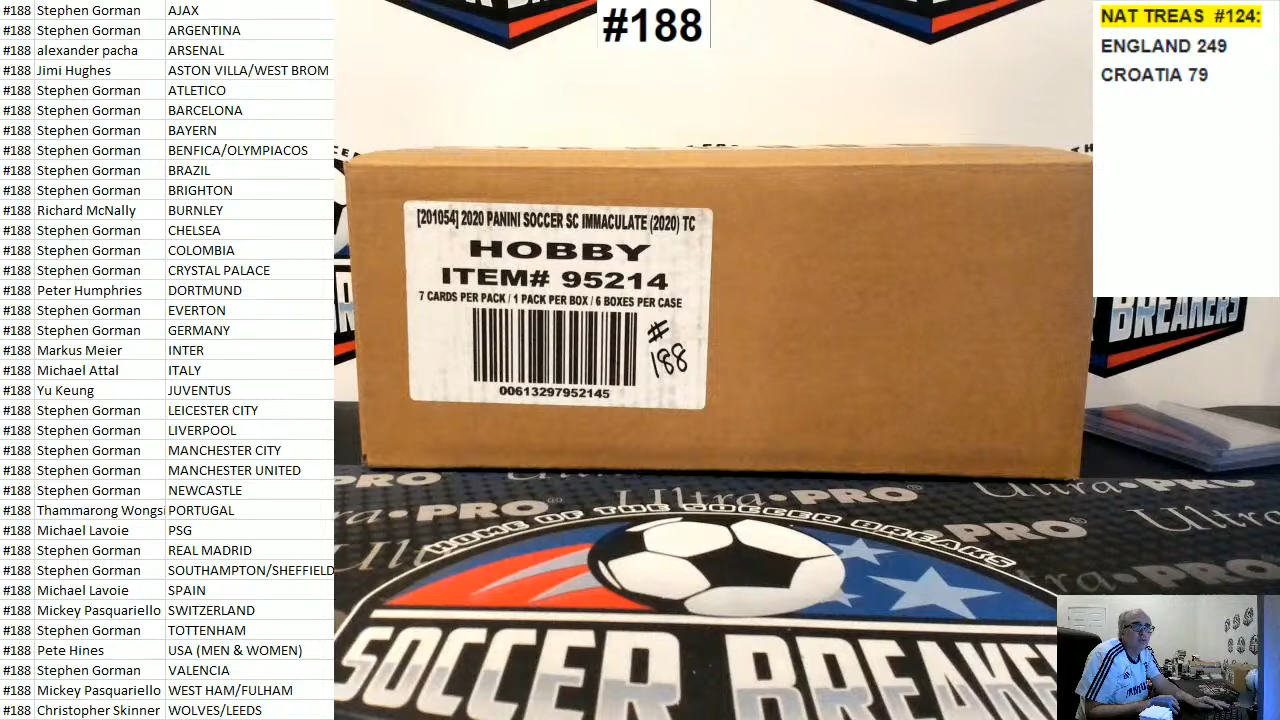 #188 Stephen Gorman AJAX
#188 Stephen Gorman ARGENTINA
#188 alexander pacha ARSENAL
#188 Jimi Hughes ASTON VILLA/WEST BROM
#188 Stephen Gorman ATLETICO
#188 Stephen Gorman BARCELONA
#188 Stephen Gorman BAYERN
#188 Stephen Gorman BENFICA/OLYMPIACOS
#188 Stephen Gorman BRAZIL
#188 Stephen Gorman BRIGHTON
#188 Richard McNally BURNLEY
#188 Stephen Gorman CHELSEA
#188 Stephen Gorman COLOMBIA
#188 Stephen Gorman CRYSTAL PALACE
#188 Peter Humphries DORTMUND
#188 Stephen Gorman EVERTON
#188 Stephen Gorman GERMANY
#188 Markus Meier INTER
#188 Michael Attal ITALY
#188 Yu Keung JUVENTUS
#188 Stephen Gorman LEICESTER CITY
#188 Stephen Gorman LIVERPOOL
#188 Stephen Gorman MANCHESTER CITY
#188 Stephen Gorman MANCHESTER UNITED
#188 Stephen Gorman NEWCASTLE
#188 Thammarong Wongsi PORTUGAL
#188 Michael Lavoie PSG
#188 Stephen Gorman REAL MADRID
#188 Stephen Gorman OUTHAMPTON/SHEFFIELD
#188 Michael Lavoie SPAIN
#188 Mickey Pasquariello SWITZERLAND
#188 Stephen Gorman TOTTENHAM
#188 Pete Hines USA (MEN & WOMEN)
#188 Stephen Gorman VALENCIA
#188 Mickey Pasquariello WEST HAM/FULHAM
#188 Christopher Skinner WOLVES/LEEDS
#188
NAT TREAS #124:
ENGLAND 249
CROATIA 79
[201054] 2020 PANINI SOCCER SC IMMACULATE (2020) TC
HOBBY
ITEM# 95214
7 CARDS PER PACK / 1 PACK PER BOX / 6 BOXES PER CASE
#
188
00613297952145
BREAKERS
Ultra•PRO
HOME OF THE SOCCER BREAKS
SOCCER BREAKE